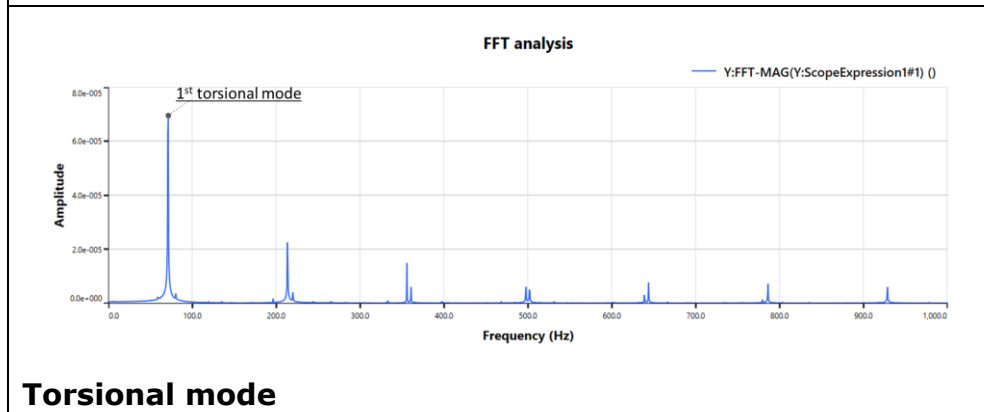 FFT analysis
Y:FFT-MAG(Y:ScopeExpression1#1) ()
8.0e-005
1st torsional mode
6.0e-005
Amplitude
4.0e-005
2.0e-005
0.0e+000
0.0 100.0 200.0 300.0 400.0 500.0 600.0 700.0 800.0 900.0 1,000.0
Frequency (Hz)
Torsional mode